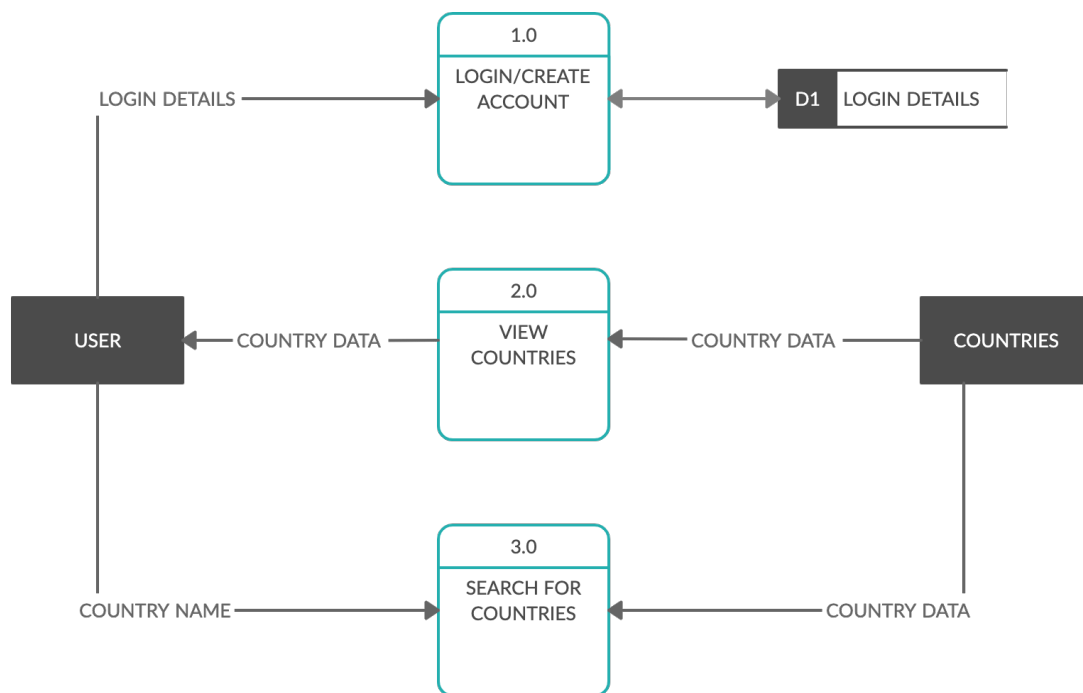 1.0
LOGIN/CREATE
ACCOUNT
LOGIN DETAILS
D1 LOGIN DETAILS
2.0
VIEW
COUNTRIES
USER
COUNTRY DATA
COUNTRY DATA
COUNTRIES
3.0
SEARCH FOR
COUNTRIES
COUNTRY NAME
COUNTRY DATA